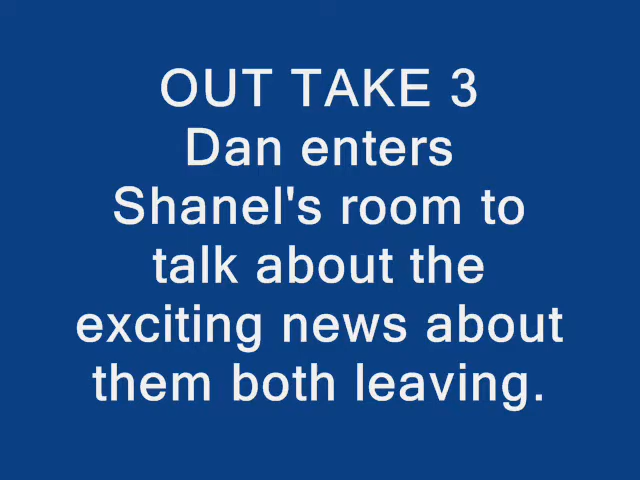 OUT TAKE 3
Dan enters
Shanel's room to
talk about the
exciting news about
them both leaving.